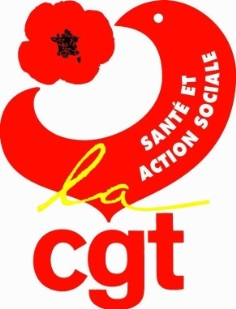 SANTÉ ET
ACTION SOCIALE
la
cgt